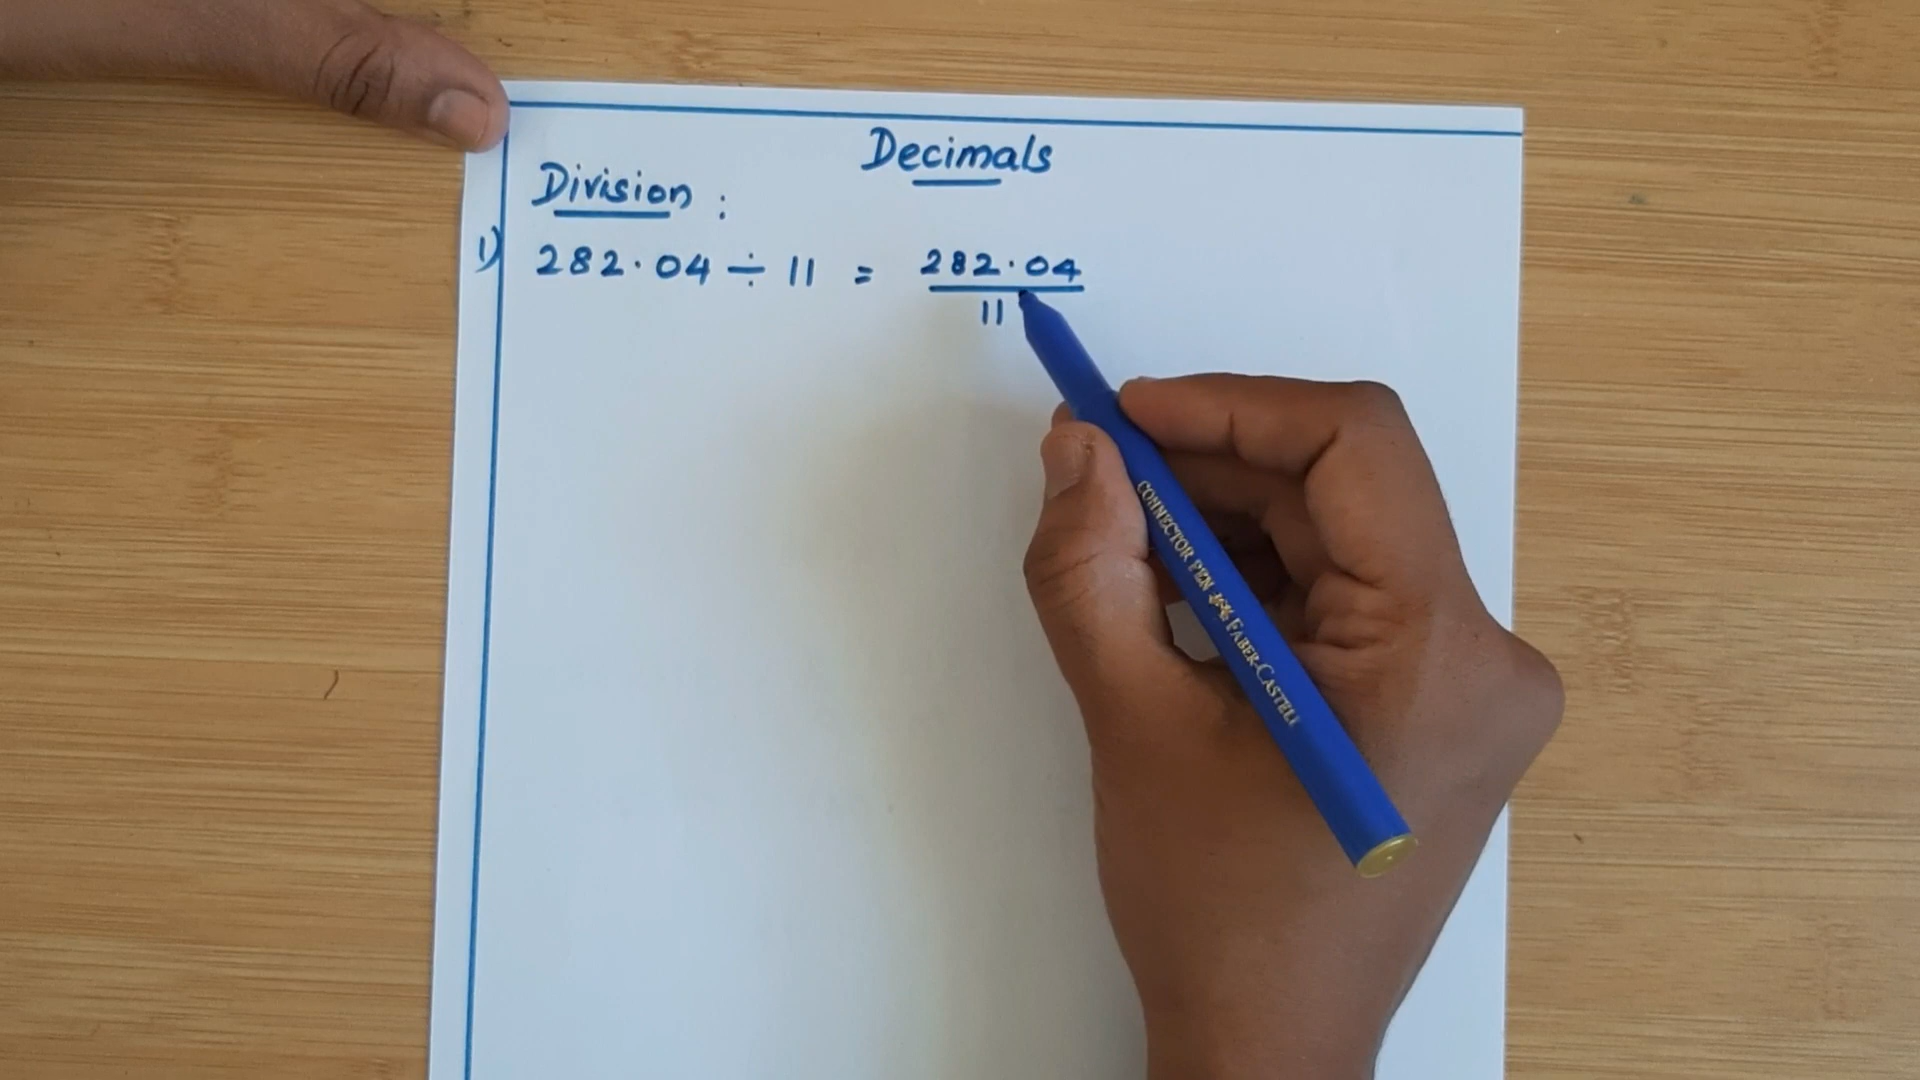 Decimals
Division :
1) 282.04 ÷ 11 = 282.04
11
CONNECTOR PEN FABER-CASTELL